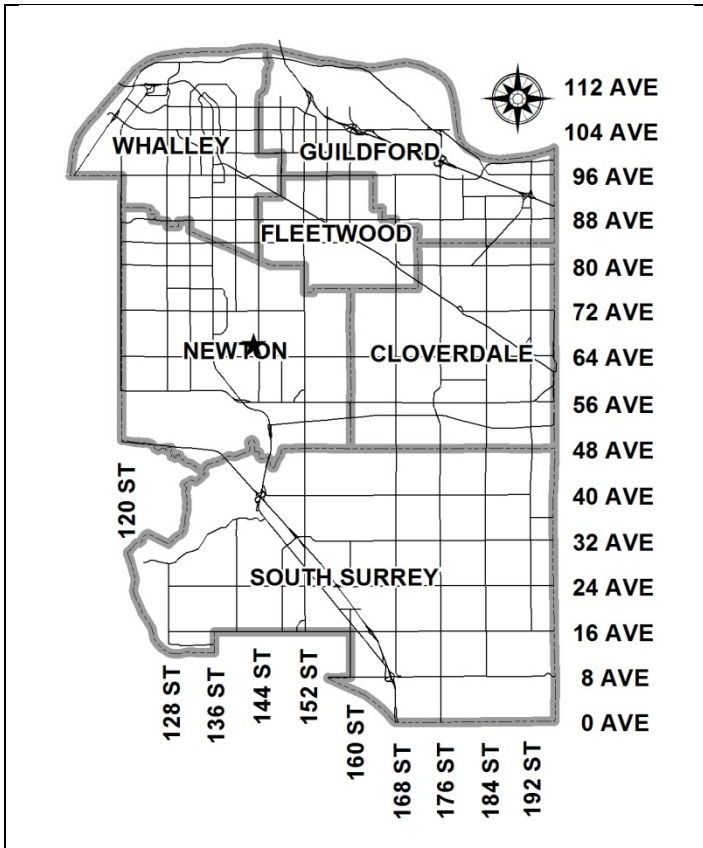 112 AVE
104 AVE
WHALLEY
GUILDFORD
96 AVE
88 AVE
FLEETWOOD
80 AVE
72 AVE
NEWTON
CLOVERDALE
64 AVE
56 AVE
48 AVE
120 ST
40 AVE
32 AVE
SOUTH SURREY
24 AVE
16 AVE
128 ST
136 ST
144 ST
152 ST
160 ST
8 AVE
0 AVE
168 ST
176 ST
184 ST
192 ST